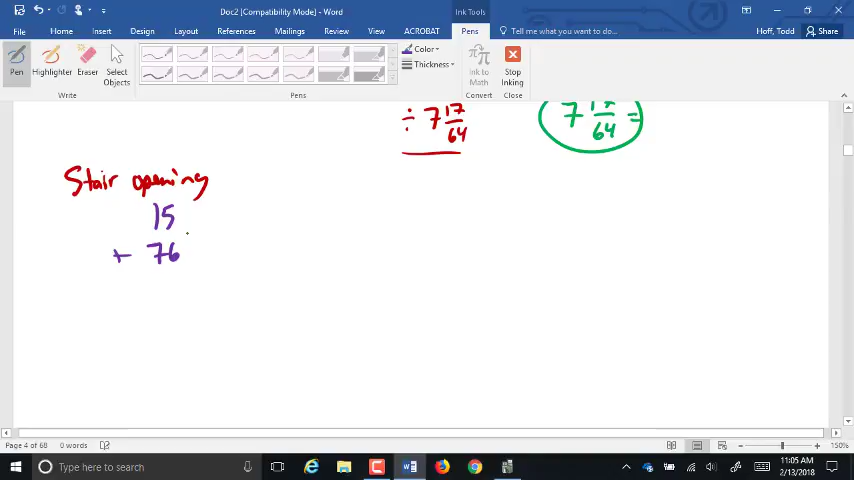 Doc2 [Compatibility Mode] - Word
Ink Tools
Hoff, Todd
File
Home
Insert
Design
Layout
References
Mailings
Review
View
ACROBAT
Pens
Tell me what you want to do...
Share
Pen
Highlighter
Eraser
Select Objects
Color
Thickness
Ink to Math
Stop Inking
Write
Pens
Convert
Close
÷ 7 17/64
7 17/64 =
Stair opening
15
+ 76
Page 4 of 68
0 words
150%
Type here to search
11:05 AM
2/13/2018